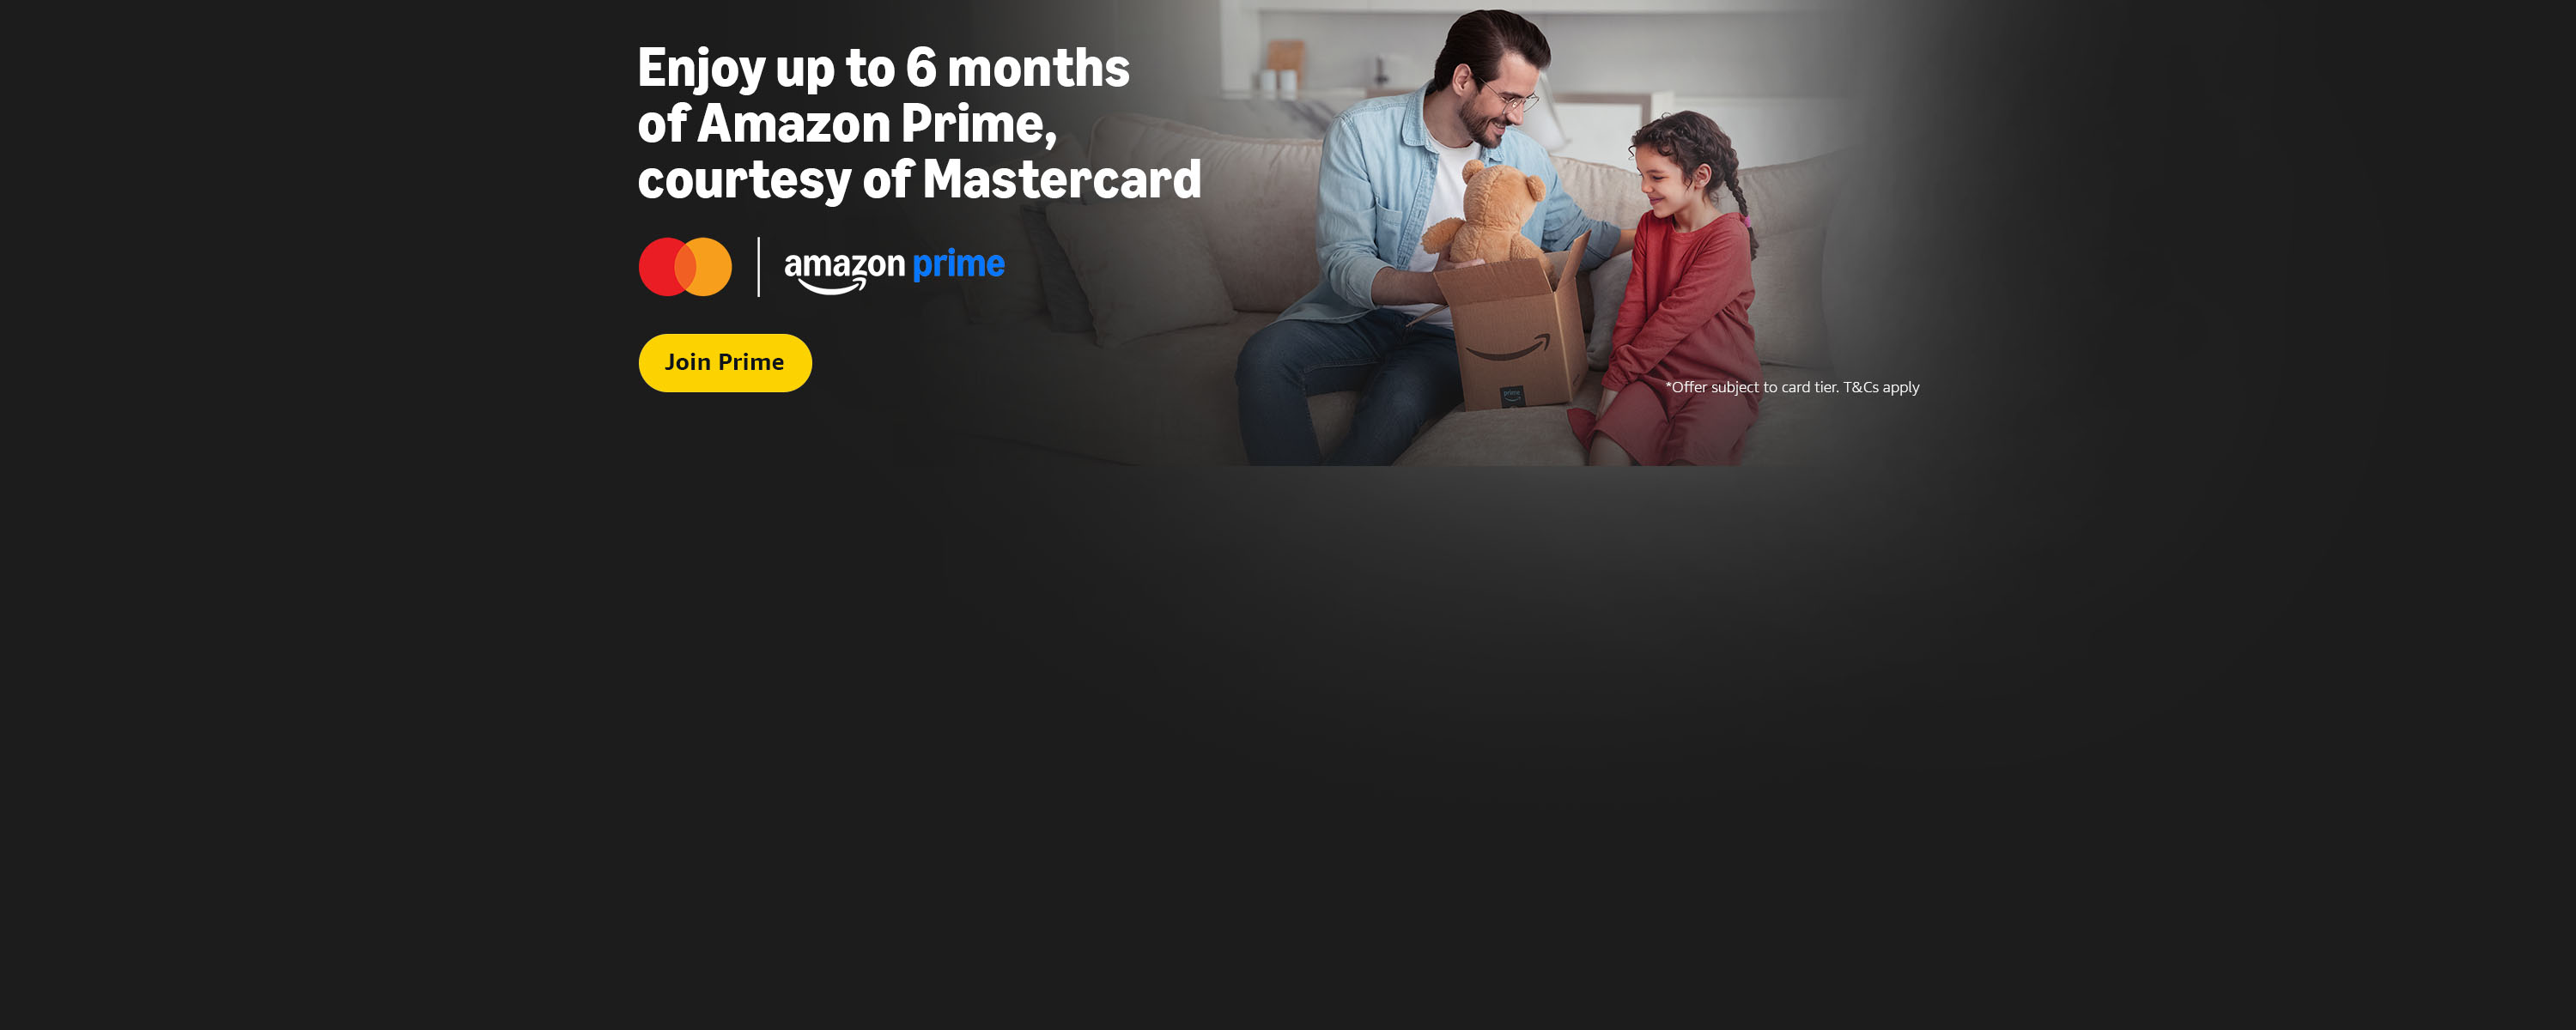 Enjoy up to 6 months
of Amazon Prime,
courtesy of Mastercard
amazon prime
Join Prime
prime
*Offer subject to card tier. T&Cs apply